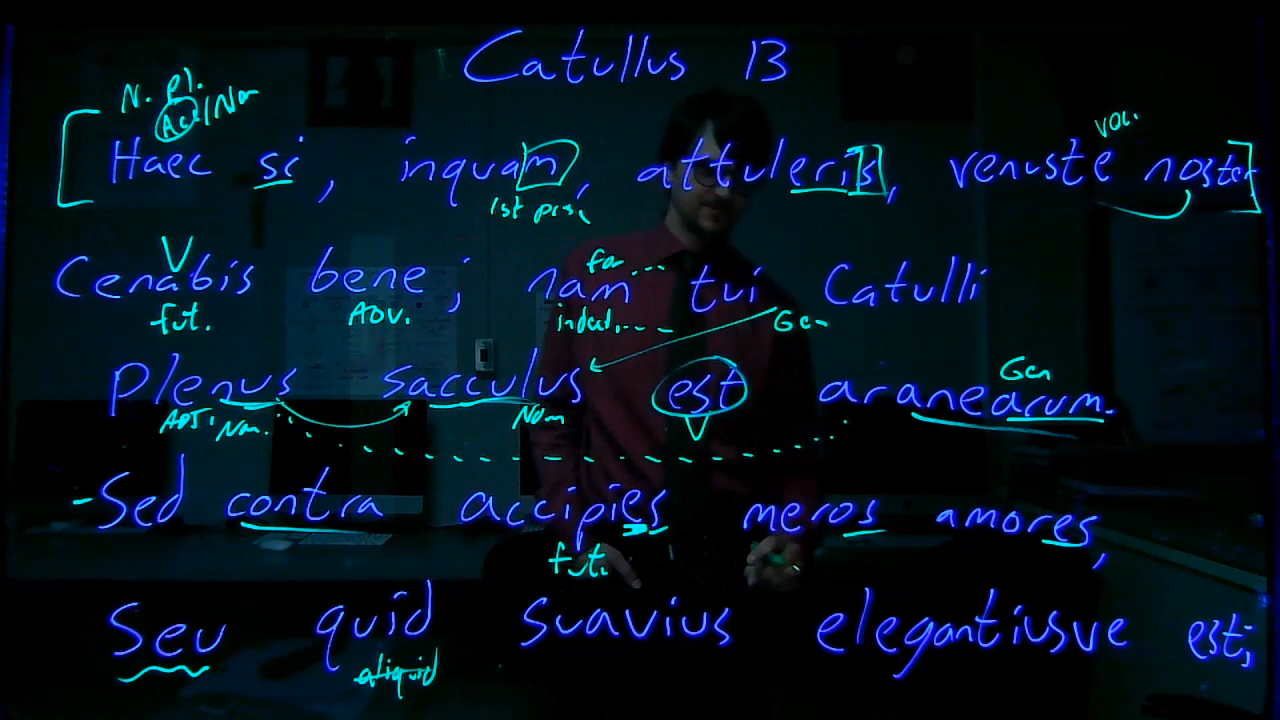 Catullus 13
N. pl.
Acc/Nom
voc.
Haec si, inquam, attuleris, venuste noster
1st pers.
V for...
Cenabis bene; nam tui Catulli
fut. ADV. indecl.... Gen
Gen
plenus sacculus est aranearum.
ADJ. Nom. Nom V
-Sed contra accipies meros amores,
fut.
Seu quid suavius elegantiusve est;
aliquid